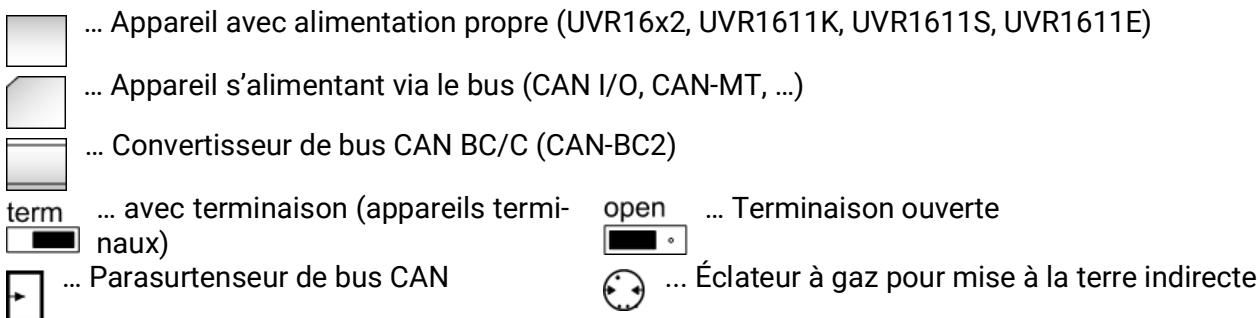 … Appareil avec alimentation propre (UVR16x2, UVR1611K, UVR1611S, UVR1611E)
… Appareil s’alimentant via le bus (CAN I/O, CAN-MT, …)
… Convertisseur de bus CAN BC/C (CAN-BC2)
term … avec terminaison (appareils termi-
naux)
open … Terminaison ouverte
… Parasurtenseur de bus CAN
... Éclateur à gaz pour mise à la terre indirecte